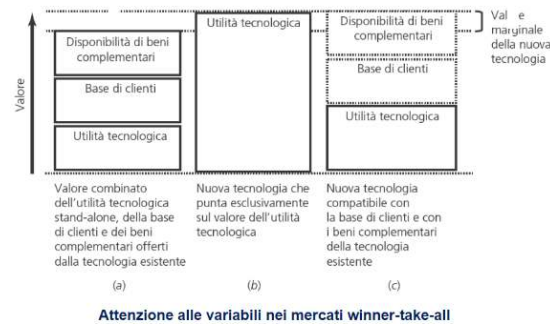 Utilità tecnologica
Disponibilità di beni
complementari
Val e
marginale
della nuova
tecnologia
Disponibilità di beni
complementari
Base di clienti
Base di clienti
Utilità tecnologica
Utilità tecnologica
Valore
Valore combinato
dell'utilità tecnologica
stand-alone, della base
di clienti e dei beni
complementari offerti
dalla tecnologia esistente
(a)
Nuova tecnologia che
punta esclusivamente
sul valore dell'utilità
tecnologica
(b)
Nuova tecnologia
compatibile con
la base di clienti e con
i beni complementari
della tecnologia
esistente
(c)
Attenzione alle variabili nei mercati winner-take-all